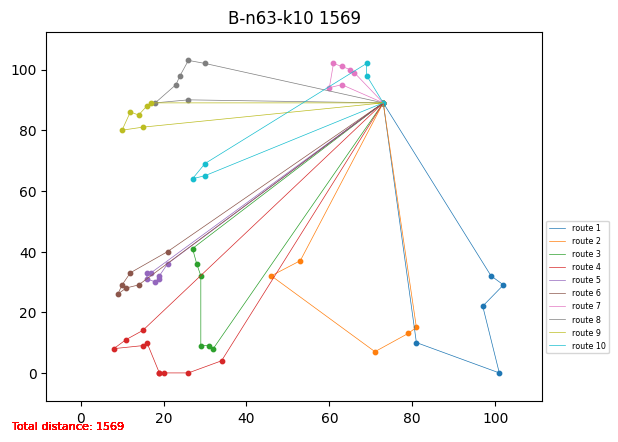 B-n63-k10 1569
100
80
60
40
20
0
0
20
40
60
80
100
route 1
route 2
route 3
route 4
route 5
route 6
route 7
route 8
route 9
route 10
Total distance: 1569